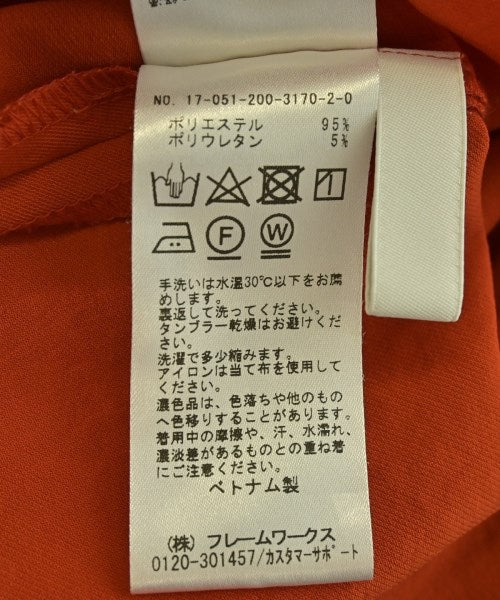 NO. 17-051-200-3170-2-0
ポリエステル 95%
ポリウレタン 5%
F W
手洗いは水温30℃以下をお薦
めします。
裏返して洗ってください。
タンブラー乾燥はお避けくだ
さい。
洗濯で多少縮みます。
アイロンは当て布を使用して
ください。
濃色品は、色落ちや他のもの
へ色移りすることがあります。
着用中の摩擦や、汗、水濡れ、
濃淡差があるものとの重ね着
にご注意ください。
ベトナム製
(株) フレームワークス
0120-301457/カスタマーサポート